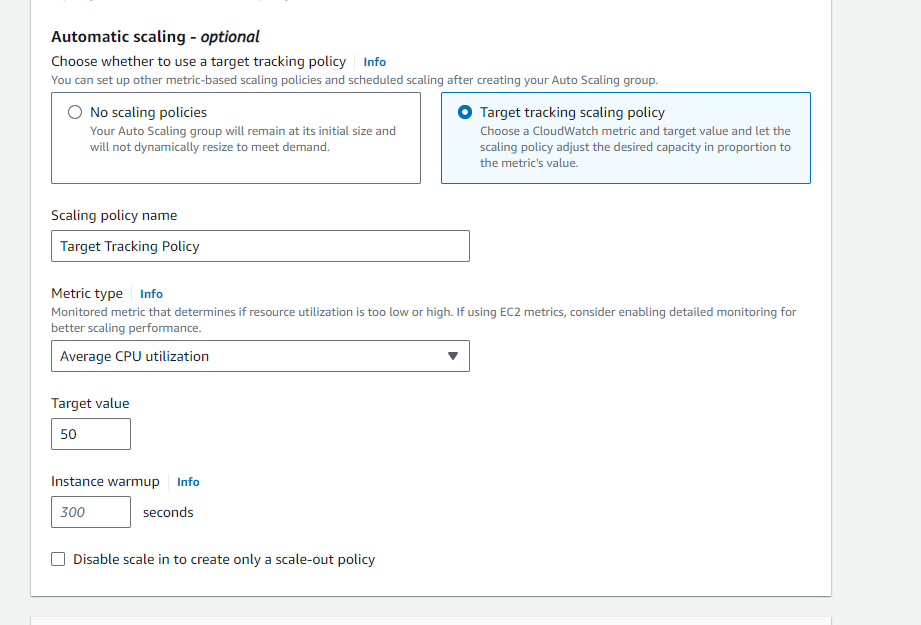 Automatic scaling - optional
Choose whether to use a target tracking policy Info
You can set up other metric-based scaling policies and scheduled scaling after creating your Auto Scaling group.
No scaling policies
Your Auto Scaling group will remain at its initial size and
will not dynamically resize to meet demand.
Target tracking scaling policy
Choose a CloudWatch metric and target value and let the
scaling policy adjust the desired capacity in proportion to
the metric's value.
Scaling policy name
Target Tracking Policy
Metric type Info
Monitored metric that determines if resource utilization is too low or high. If using EC2 metrics, consider enabling detailed monitoring for
better scaling performance.
Average CPU utilization
Target value
50
Instance warmup Info
300 seconds
Disable scale in to create only a scale-out policy